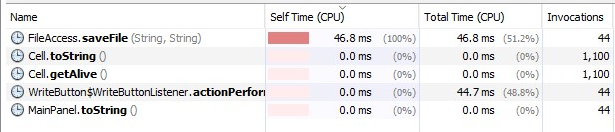 Name Self Time (CPU) Total Time (CPU) Invocations
FileAccess.saveFile (String, String) 46.8 ms (100%) 46.8 ms (51.2%) 44
Cell.toString () 0.0 ms (0%) 0.0 ms (0%) 1,100
Cell.getAlive () 0.0 ms (0%) 0.0 ms (0%) 1,100
WriteButton$WriteButtonListener.actionPerforn 0.0 ms (0%) 44.7 ms (48.8%) 44
MainPanel.toString () 0.0 ms (0%) 0.0 ms (0%) 44